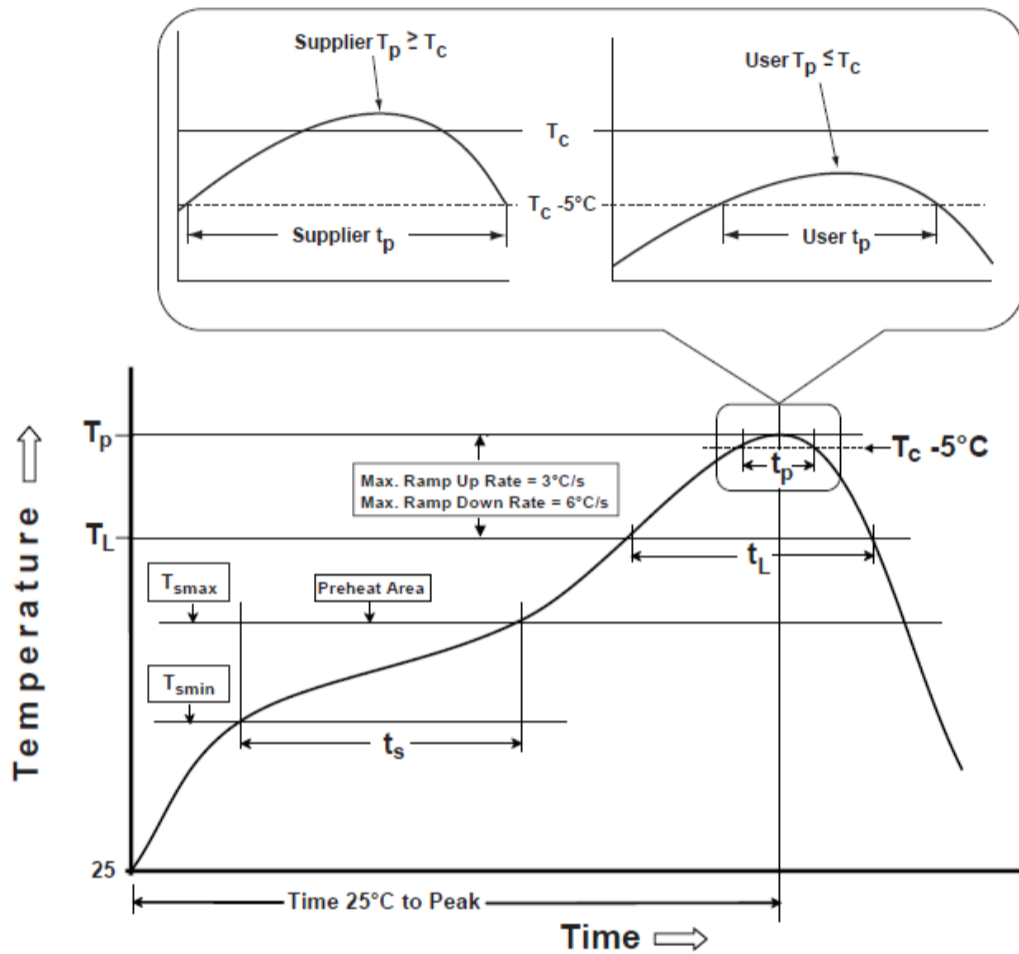 Supplier Tp ≥ Tc
User Tp ≤ Tc
Tc
Tc -5°C
Supplier tp
User tp
Tp
Tc -5°C
tp
Max. Ramp Up Rate = 3°C/s
Max. Ramp Down Rate = 6°C/s
TL
tL
Tsmax
Preheat Area
Tsmin
ts
Temperature
25
Time 25°C to Peak
Time